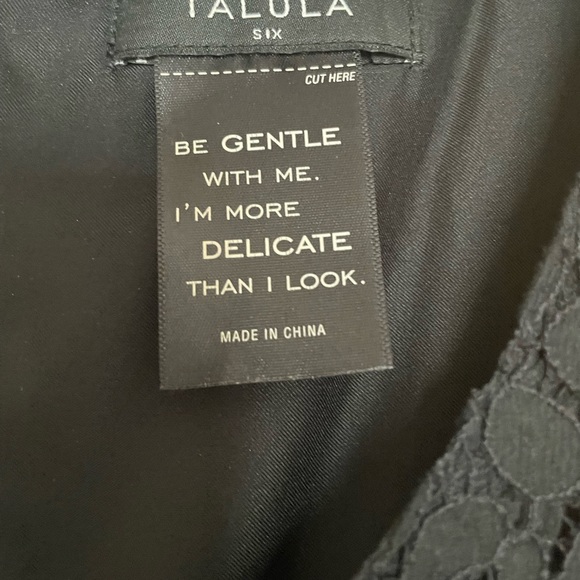 TALULA
SIX
CUT HERE
BE GENTLE
WITH ME.
I'M MORE
DELICATE
THAN I LOOK.
MADE IN CHINA